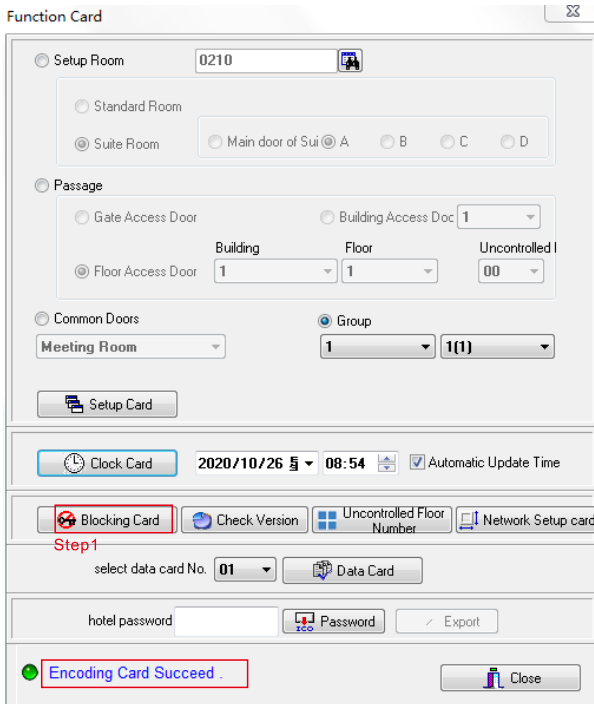 Function Card
Setup Room 0210
Standard Room
Suite Room Main door of Sui A B C D
Passage
Gate Access Door Building Access Doc 1
Building Floor Uncontrolled
Floor Access Door 1 1 00
Common Doors Group
Meeting Room 1 1(1)
Setup Card
Clock Card 2020/10/26 08:54 Automatic Update Time
Blocking Card Check Version Uncontrolled Floor Number Network Setup card
Step1
select data card No. 01 Data Card
hotel password ICO Password Export
Encoding Card Succeed .
Close